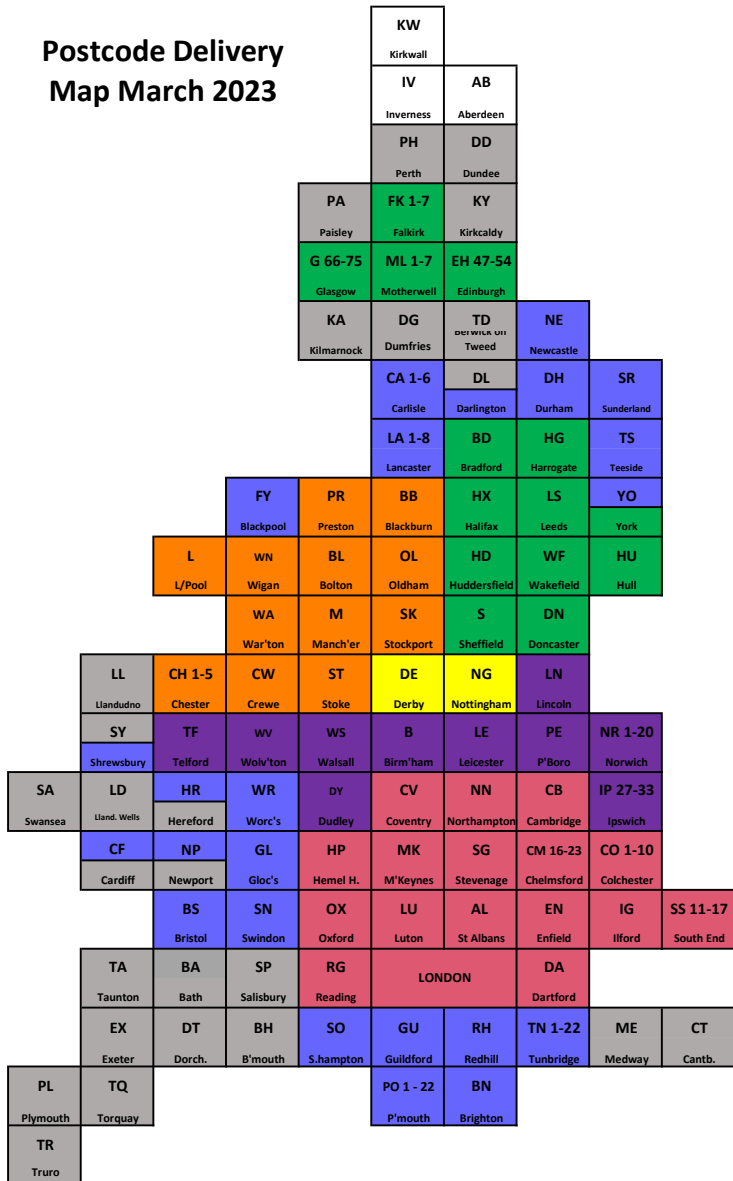 Postcode Delivery
Map March 2023
KW
Kirkwall
IV
AB
Inverness
Aberdeen
PH
DD
Perth
Dundee
PA
FK 1-7
KY
Paisley
Falkirk
Kirkcaldy
G 66-75
ML 1-7
EH 47-54
Glasgow
Motherwell
Edinburgh
KA
DG
TD
NE
Kilmarnock
Dumfries
Berwick on
Tweed
Newcastle
CA 1-6
DL
DH
SR
Carlisle
Darlington
Durham
Sunderland
LA 1-8
BD
HG
TS
Lancaster
Bradford
Harrogate
Teeside
FY
PR
BB
HX
LS
YO
Blackpool
Preston
Blackburn
Halifax
Leeds
York
L
WN
BL
OL
HD
WF
HU
L/Pool
Wigan
Bolton
Oldham
Huddersfield
Wakefield
Hull
WA
M
SK
S
DN
War'ton
Manch'er
Stockport
Sheffield
Doncaster
LL
CH 1-5
CW
ST
DE
NG
LN
Llandudno
Chester
Crewe
Stoke
Derby
Nottingham
Lincoln
SY
TF
WV
WS
B
LE
PE
NR 1-20
Shrewsbury
Telford
Wolv'ton
Walsall
Birm'ham
Leicester
P'Boro
Norwich
SA
LD
HR
WR
DY
CV
NN
CB
IP 27-33
Swansea
Lland. Wells
Hereford
Worc's
Dudley
Coventry
Northampton
Cambridge
Ipswich
CF
NP
GL
HP
MK
SG
CM 16-23
CO 1-10
Cardiff
Newport
Gloc's
Hemel H.
M'Keynes
Stevenage
Chelmsford
Colchester
BS
SN
OX
LU
AL
EN
IG
SS 11-17
Bristol
Swindon
Oxford
Luton
St Albans
Enfield
Ilford
South End
TA
BA
SP
RG
LONDON
DA
Taunton
Bath
Salisbury
Reading
Dartford
EX
DT
BH
SO
GU
RH
TN 1-22
ME
CT
Exeter
Dorch.
B'mouth
S.hampton
Guildford
Redhill
Tunbridge
Medway
Cantb.
PL
TQ
PO 1 - 22
BN
Plymouth
Torquay
P'mouth
Brighton
TR
Truro